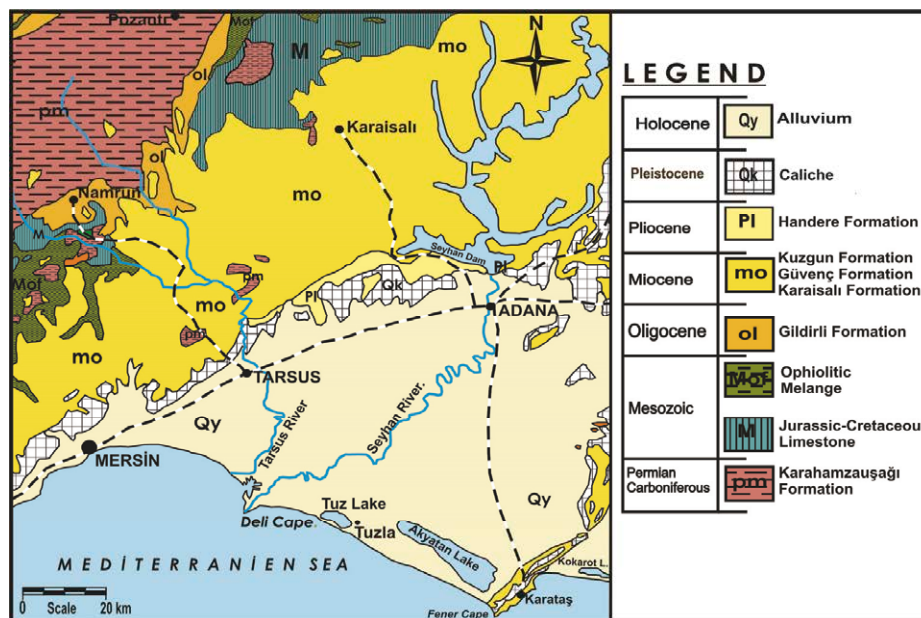 Pozantı
Mof
M
mo
N
ol
pm
Karaisalı
ol
mo
Namrun
M
Mof
mo
pm
mo
pm
Seyhan Dam
Pl
Qk
Pl
ADANA
TARSUS
Qy
MERSİN
Tarsus River
Seyhan River.
Qy
Deli Cape.
Tuz Lake
Tuzla
Akyatan Lake
Kokarot L.
Karataş
Fener Cape
MEDITERRANIEN SEA
0 Scale 20 km
LEGEND
Holocene Qy Alluvium
Pleistocene Qk Caliche
Pliocene Pl Handere Formation
Miocene mo Kuzgun Formation
Güvenç Formation
Karaisalı Formation
Oligocene ol Gildirli Formation
Mesozoic
Mof Ophiolitic
Melange
M Jurassic-Cretaceou
Limestone
Permian
Carboniferous
pm Karahamzauşağı
Formation